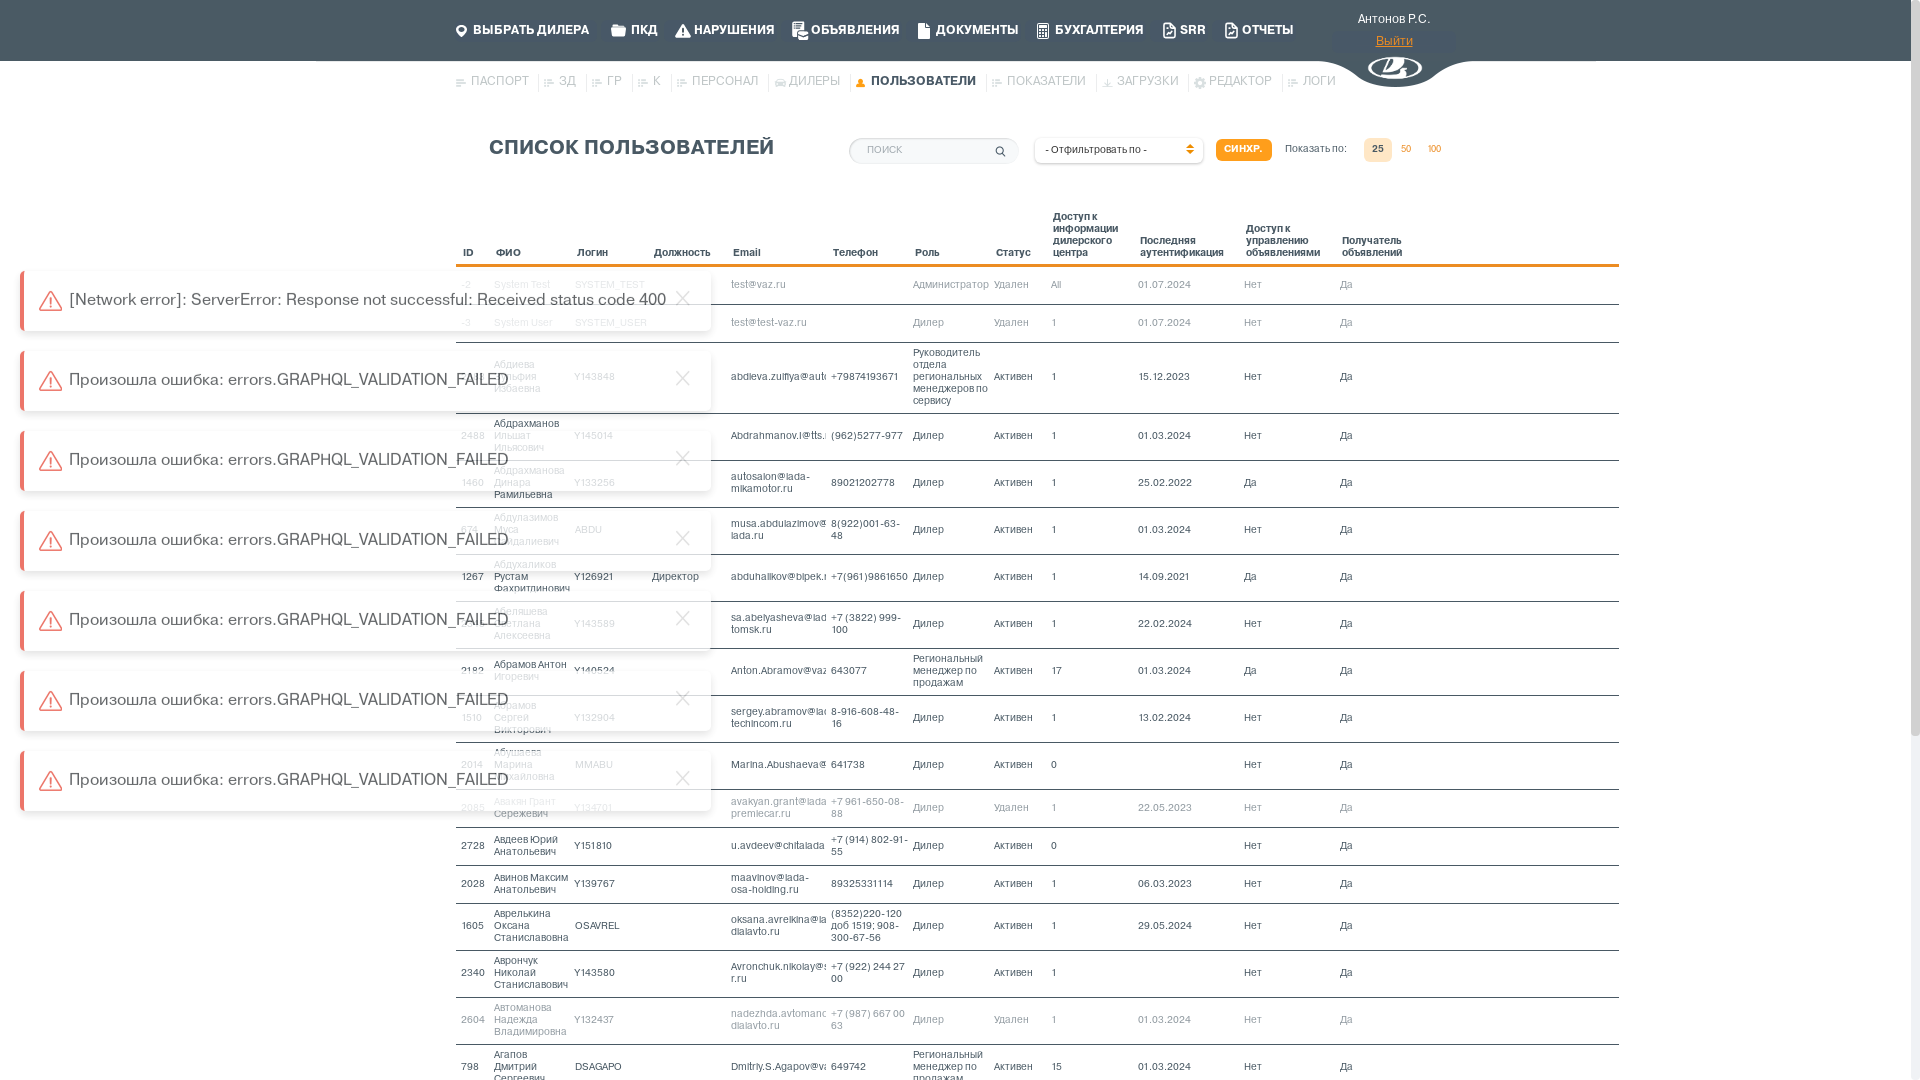 ВЫБРАТЬ ДИЛЕРА ПКД НАРУШЕНИЯ ОБЪЯВЛЕНИЯ ДОКУМЕНТЫ БУХГАЛТЕРИЯ SRR ОТЧЕТЫ
Антонов Р.С.
Выйти
ПАСПОРТ ЗД ГР К ПЕРСОНАЛ ДИЛЕРЫ ПОЛЬЗОВАТЕЛИ ПОКАЗАТЕЛИ ЗАГРУЗКИ РЕДАКТОР ЛОГИ
СПИСОК ПОЛЬЗОВАТЕЛЕЙ
ПОИСК
- Отфильтровать по -
СИНХР.
Показать по: 25 50 100
ID ФИО Логин Должность Email Телефон Роль Статус Доступ к информации дилерского центра Последняя аутентификация Доступ к управлению объявлениями Получатель объявлений
-2 System Test SYSTEM_TEST test@vaz.ru Администратор Удален All 01.07.2024 Нет Да
[Network error]: ServerError: Response not successful: Received status code 400
-3 System User SYSTEM_USER test@test-vaz.ru Дилер Удален 1 01.07.2024 Нет Да
Абдиева Избаевна Y143848 abdieva.zulfiya@aut +79874193671 Руководитель отдела региональных менеджеров по сервису Активен 1 15.12.2023 Нет Да
Произошла ошибка: errors.GRAPHQL_VALIDATION_FAILED
2488 Абдрахманов Ильшат Ильясович Y145014 Abdrahmanov.I@tts. (962)5277-977 Дилер Активен 1 01.03.2024 Нет Да
Произошла ошибка: errors.GRAPHQL_VALIDATION_FAILED
1460 Абдрахманова Динара Рамильевна Y133256 autosalon@lada-mikamotor.ru 89021202778 Дилер Активен 1 25.02.2022 Да Да
674 Абдулазимов Муса ABDU musa.abdulazimov@ lada.ru 8(922)001-63-48 Дилер Активен 1 01.03.2024 Нет Да
Произошла ошибка: errors.GRAPHQL_VALIDATION_FAILED
1267 Абдухаликов Рустам Фахритдинович Y126921 Директор abduhalikov@bipek.r +7(961)9861650 Дилер Активен 1 14.09.2021 Да Да
Абеляшева Светлана Алексеевна Y143589 sa.abelyasheva@lad tomsk.ru +7 (3822) 999-100 Дилер Активен 1 22.02.2024 Нет Да
Произошла ошибка: errors.GRAPHQL_VALIDATION_FAILED
2182 Абрамов Антон Игоревич Y140524 Anton.Abramov@vaz 643077 Региональный менеджер по продажам Активен 17 01.03.2024 Да Да
1510 Абрамов Сергей Викторович Y132904 sergey.abramov@lad techincom.ru 8-916-608-48-16 Дилер Активен 1 13.02.2024 Нет Да
Произошла ошибка: errors.GRAPHQL_VALIDATION_FAILED
2014 Абушаева Марина Михайловна MMABU Marina.Abushaeva@ 641738 Дилер Активен 0 Нет Да
Произошла ошибка: errors.GRAPHQL_VALIDATION_FAILED
2085 Авакян Грант Сережевич Y134701 avakyan.grant@lada premiecar.ru +7 961-650-08-88 Дилер Удален 1 22.05.2023 Нет Да
2728 Авдеев Юрий Анатольевич Y151810 u.avdeev@chitalada +7 (914) 802-91-55 Дилер Активен 0 Нет Да
2028 Авинов Максим Анатольевич Y139767 maavinov@lada-osa-holding.ru 89325331114 Дилер Активен 1 06.03.2023 Нет Да
1605 Аврелькина Оксана Станиславовна OSAVREL oksana.avrelkina@la dialavto.ru (8352)220-120 доб 1519; 908-300-67-56 Дилер Активен 1 29.05.2024 Нет Да
2340 Аврончук Николай Станиславович Y143580 Avronchuk.nikolay@s r.ru +7 (922) 244 27 00 Дилер Активен 1 Нет Да
2604 Автоманова Надежда Владимировна Y132437 nadezhda.avtomanc dialavto.ru +7 (987) 667 00 63 Дилер Удален 1 01.03.2024 Нет Да
798 Агапов Дмитрий Сергеевич DSAGAPO Dmitriy.S.Agapov@va 649742 Региональный менеджер по продажам Активен 15 01.03.2024 Нет Да